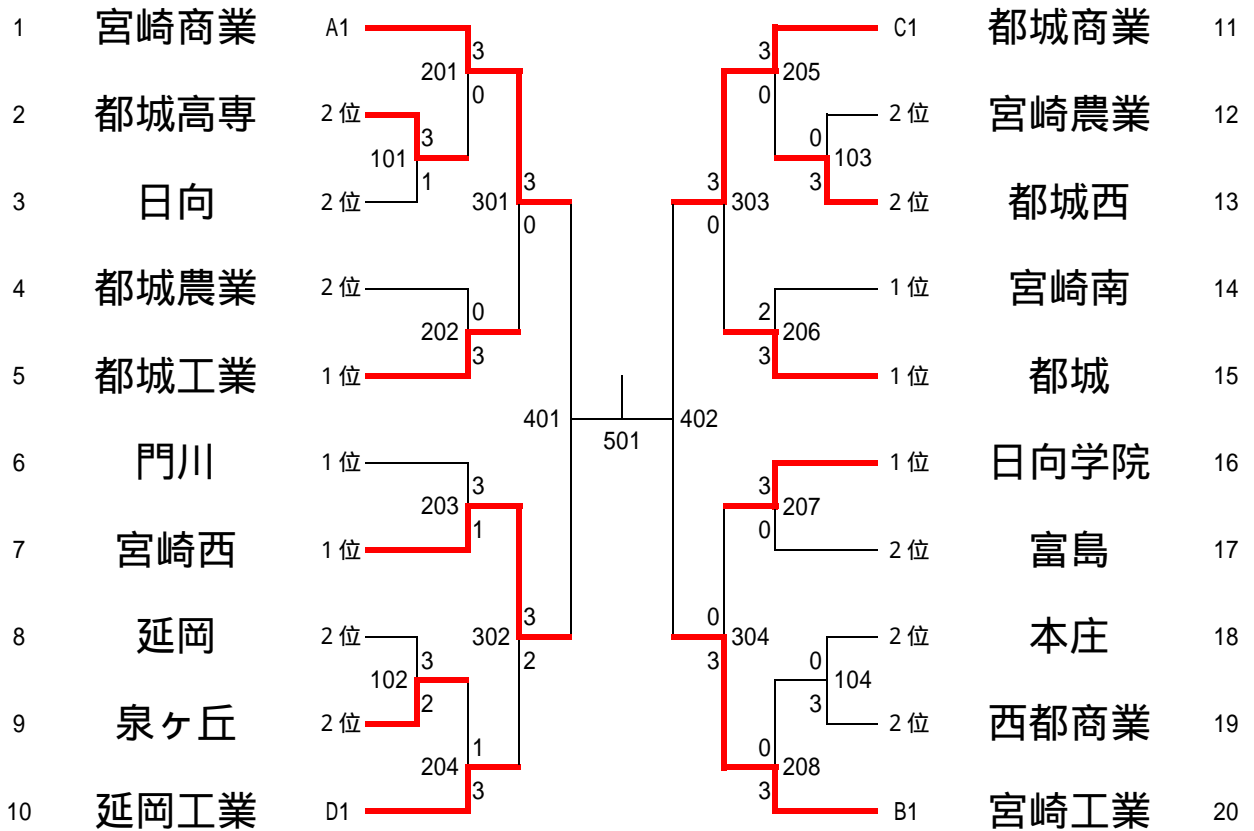 1 宮崎商業 A1 C1 都城商業 11
3 3
201 205
0 0
2 都城高専 2位 2位 宮崎農業 12
3 0
101 103
1 3
3 日向 2位 3 3 2位 都城西 13
301 303
0 0
4 都城農業 2位 1位 宮崎南 14
0 2
202 206
3 3
5 都城工業 1位 1位 都城 15
401 402
501
6 門川 1位 1位 日向学院 16
3 3
203 207
1 0
7 宮崎西 1位 2位 富島 17
3 0
8 延岡 2位 302 304 2位 本庄 18
3 2 3 0
102 104
2 3
9 泉ヶ丘 2位 2位 西都商業 19
1 0
204 208
3 3
10 延岡工業 D1 B1 宮崎工業 20